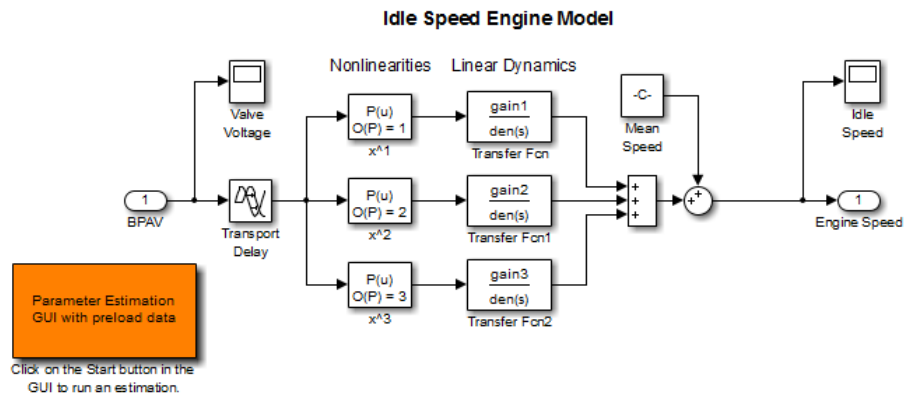 Idle Speed Engine Model
Nonlinearities
Linear Dynamics
Valve
Voltage
P(u)
O(P) = 1
x^1
gain1
den(s)
Transfer Fcn
-C-
Mean
Speed
Idle
Speed
1
BPAV
Transport
Delay
P(u)
O(P) = 2
x^2
gain2
den(s)
Transfer Fcn1
+
+
+
+
+
1
Engine Speed
P(u)
O(P) = 3
x^3
gain3
den(s)
Transfer Fcn2
Parameter Estimation
GUI with preload data
Click on the Start button in the
GUI to run an estimation.